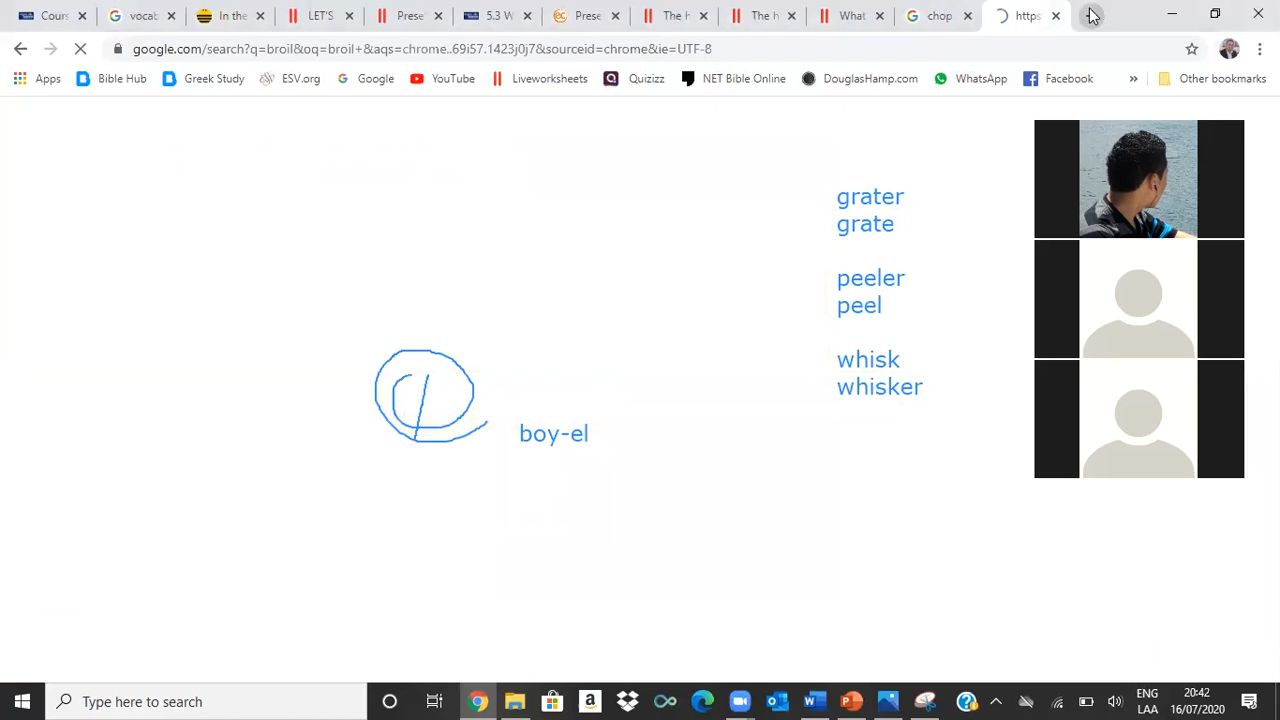 Cours
vocab
In the
LET'S
Prese
5.3 W
Prese
The H
The h
What
chop
https
google.com/search?q=broil&oq=broil+&aqs=chrome..69i57.1423j0j7&sourceid=chrome&ie=UTF-8
Apps Bible Hub Greek Study ESV.org Google YouTube Liveworksheets Quizizz NET Bible Online DouglasHamp.com WhatsApp Facebook » Other bookmarks
grater
grate
peeler
peel
whisk
whisker
boy-el
Type here to search
ENG
LAA
20:42
16/07/2020